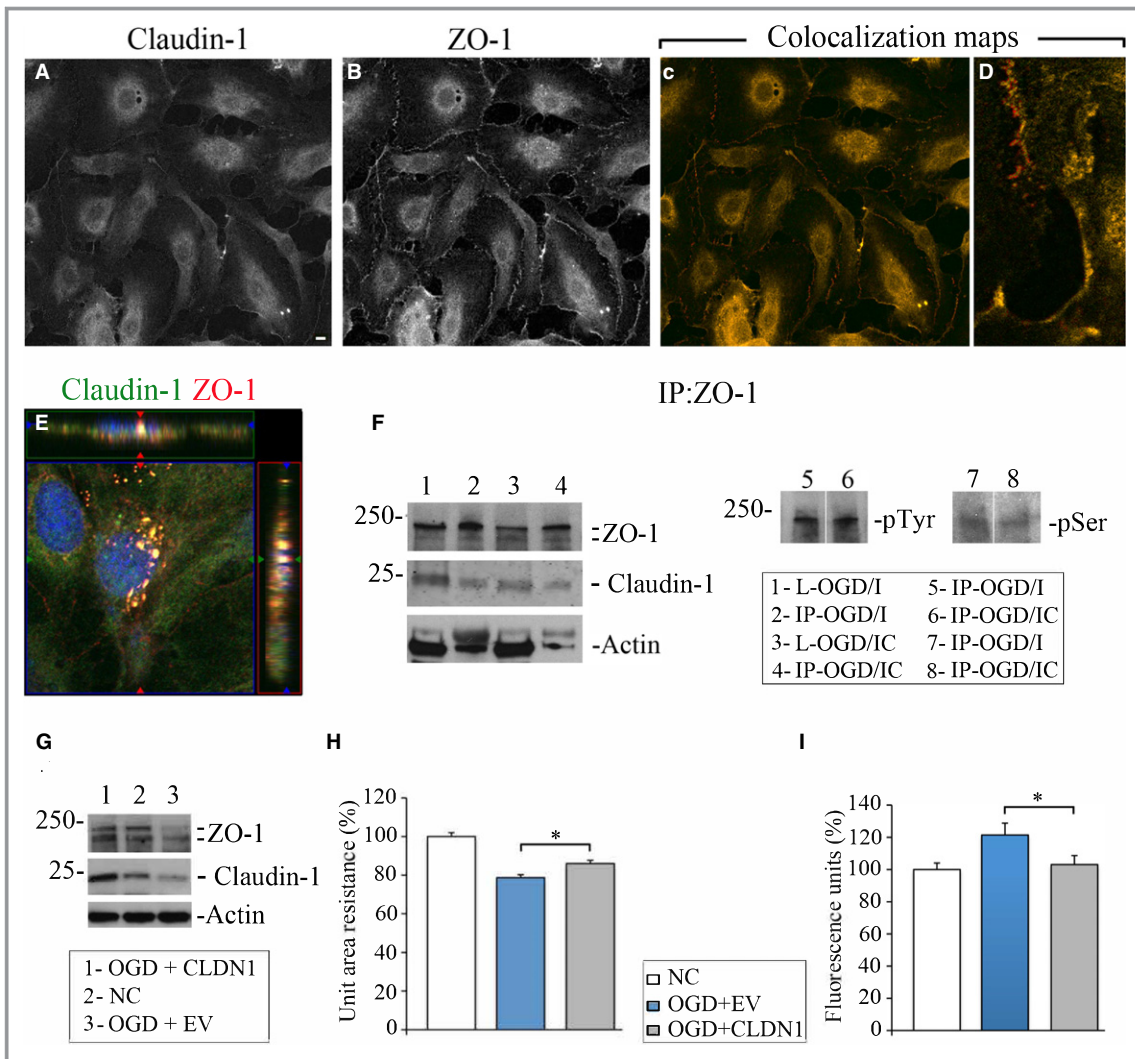 Claudin-1
ZO-1
Colocalization maps
A
B
c
D
Claudin-1 ZO-1
E
IP:ZO-1
F
1 2 3 4
250-
-ZO-1
25-
- Claudin-1
-Actin
5 6
250-
-pTyr
7 8
-pSer
1- L-OGD/I
2- IP-OGD/I
3- L-OGD/IC
4- IP-OGD/IC
5- IP-OGD/I
6- IP-OGD/IC
7- IP-OGD/I
8- IP-OGD/IC
G
1 2 3
250-
-ZO-1
25-
- Claudin-1
-Actin
1- OGD + CLDN1
2- NC
3- OGD + EV
H
Unit area resistance (%)
120
100
80
60
40
20
0
*
NC
OGD+EV
OGD+CLDN1
I
Fluorescence units (%)
140
120
100
80
60
40
20
0
*